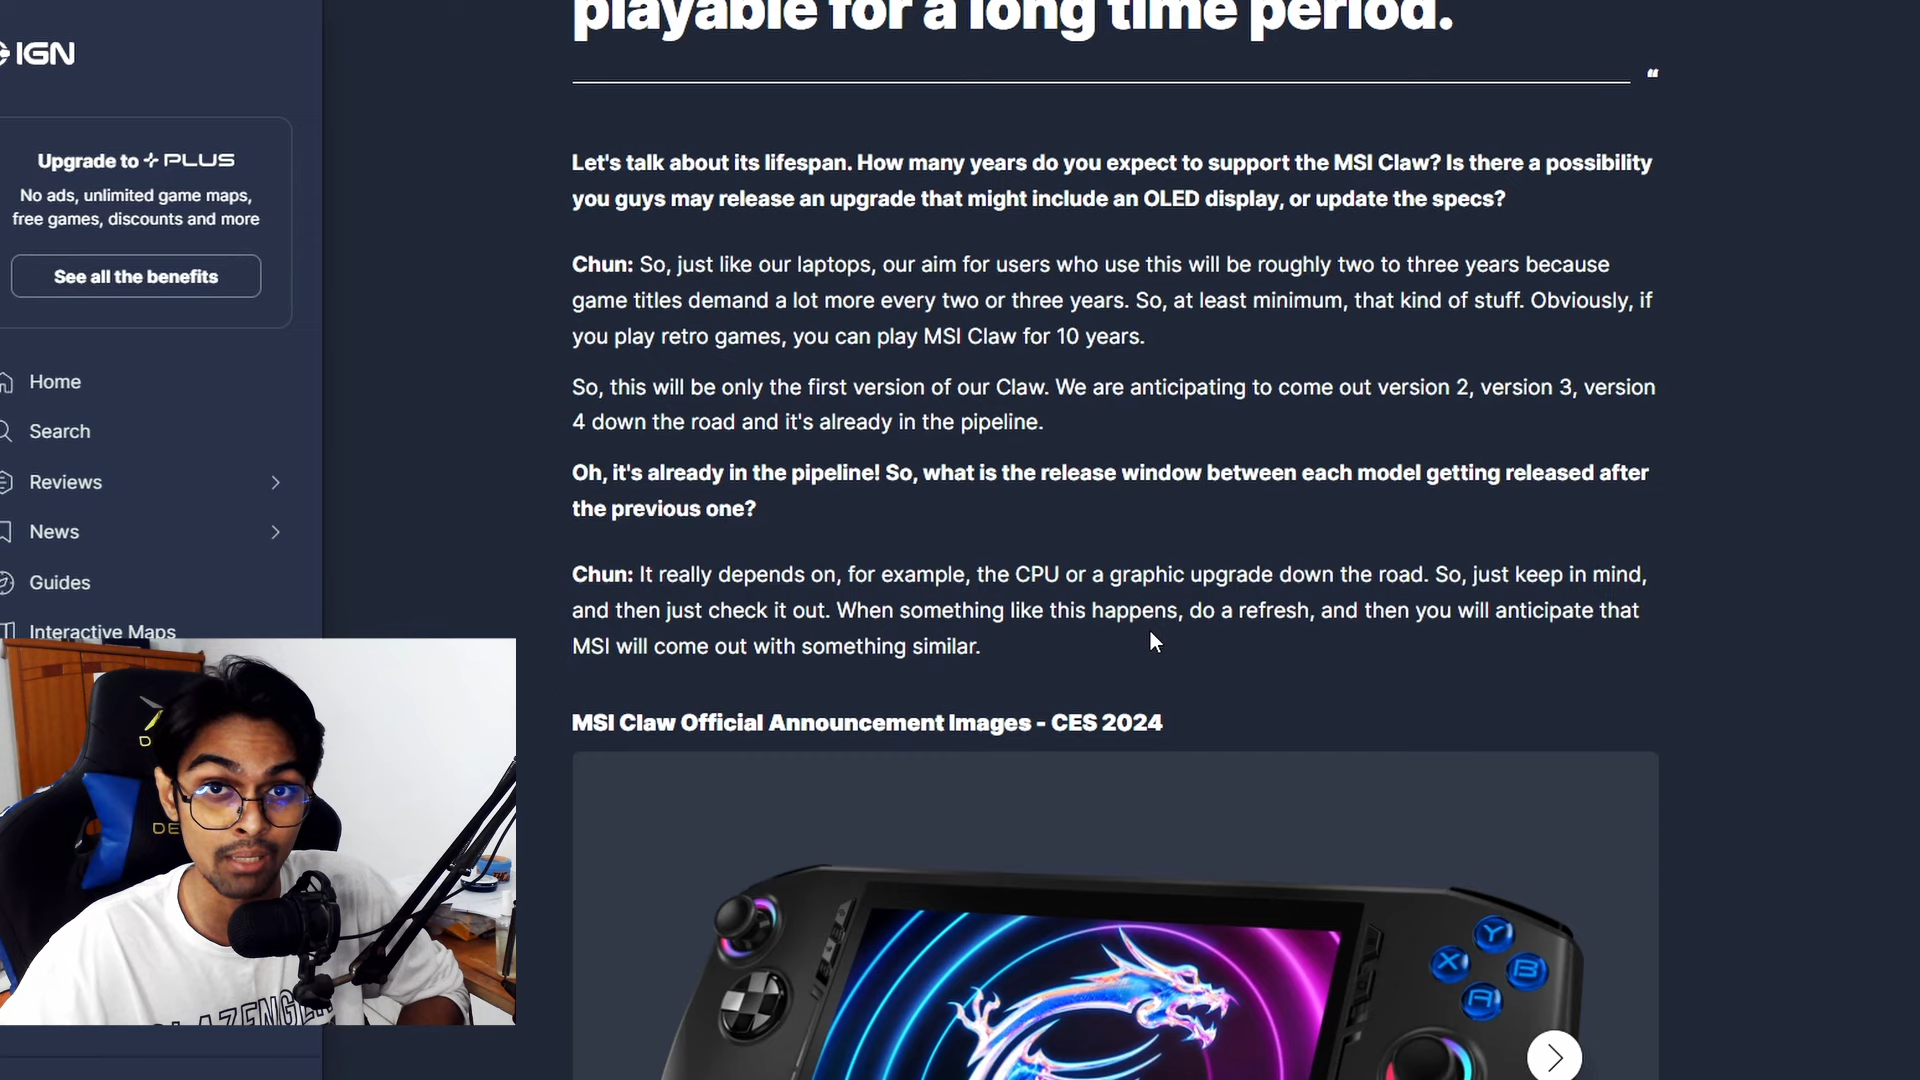 playable for a long time period.
IGN
“
Upgrade to + PLUS
No ads, unlimited game maps,
free games, discounts and more
See all the benefits
Home
Search
Reviews
News
Guides
Interactive Maps
Let's talk about its lifespan. How many years do you expect to support the MSI Claw? Is there a possibility
you guys may release an upgrade that might include an OLED display, or update the specs?
Chun: So, just like our laptops, our aim for users who use this will be roughly two to three years because
game titles demand a lot more every two or three years. So, at least minimum, that kind of stuff. Obviously, if
you play retro games, you can play MSI Claw for 10 years.
So, this will be only the first version of our Claw. We are anticipating to come out version 2, version 3, version
4 down the road and it's already in the pipeline.
Oh, it's already in the pipeline! So, what is the release window between each model getting released after
the previous one?
Chun: It really depends on, for example, the CPU or a graphic upgrade down the road. So, just keep in mind,
and then just check it out. When something like this happens, do a refresh, and then you will anticipate that
MSI will come out with something similar.
MSI Claw Official Announcement Images - CES 2024
Y
X
B
A
D
DE